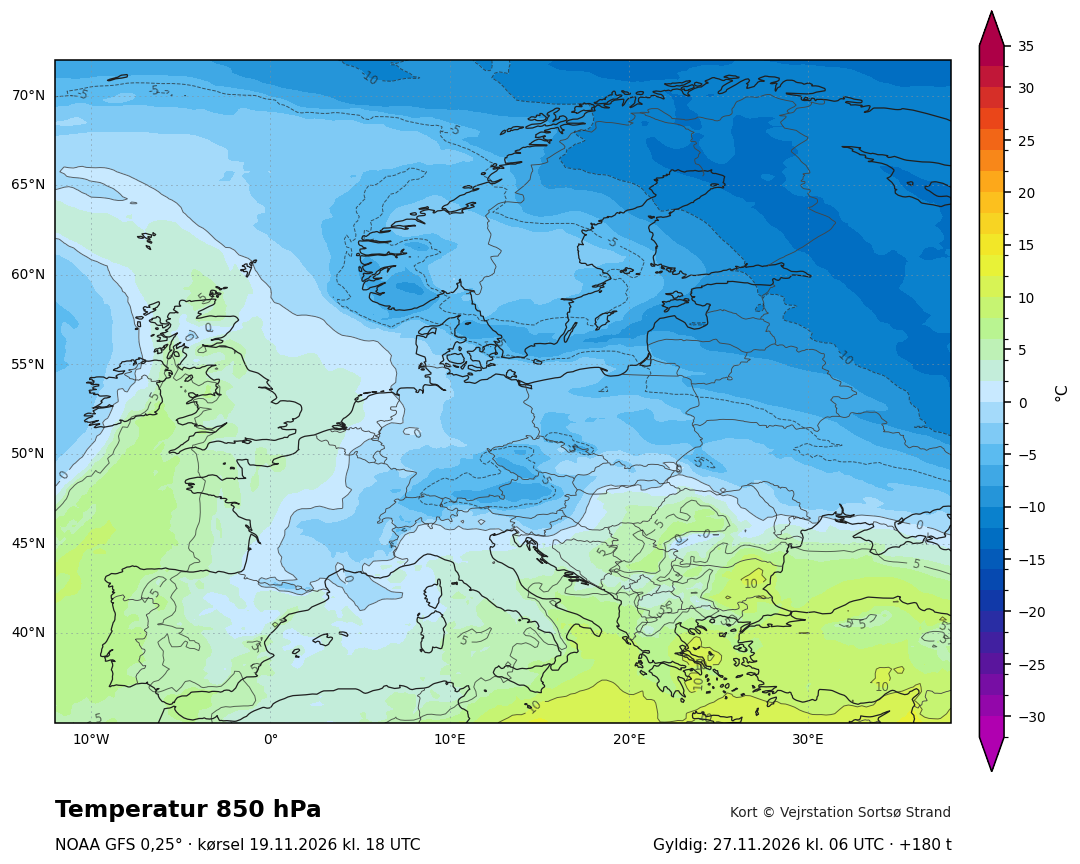 70°N
65°N
60°N
55°N
50°N
45°N
40°N
10°W
0°
10°E
20°E
30°E
35
30
25
20
15
10
5
0
−5
−10
−15
−20
−25
−30
°C
Temperatur 850 hPa
Kort © Vejrstation Sortsø Strand
NOAA GFS 0,25° · kørsel 19.11.2026 kl. 18 UTC
Gyldig: 27.11.2026 kl. 06 UTC · +180 t